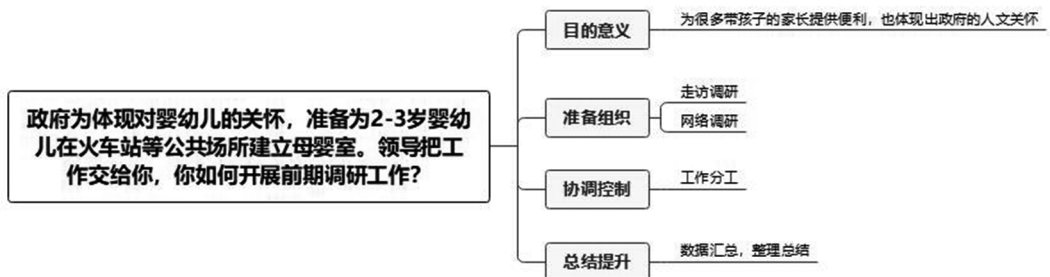 政府为体现对婴幼儿的关怀，准备为2-3岁婴幼
儿在火车站等公共场所建立母婴室。领导把工
作交给你，你如何开展前期调研工作？
目的意义
为很多带孩子的家长提供便利，也体现出政府的人文关怀
准备组织
走访调研
网络调研
协调控制
工作分工
总结提升
数据汇总，整理总结